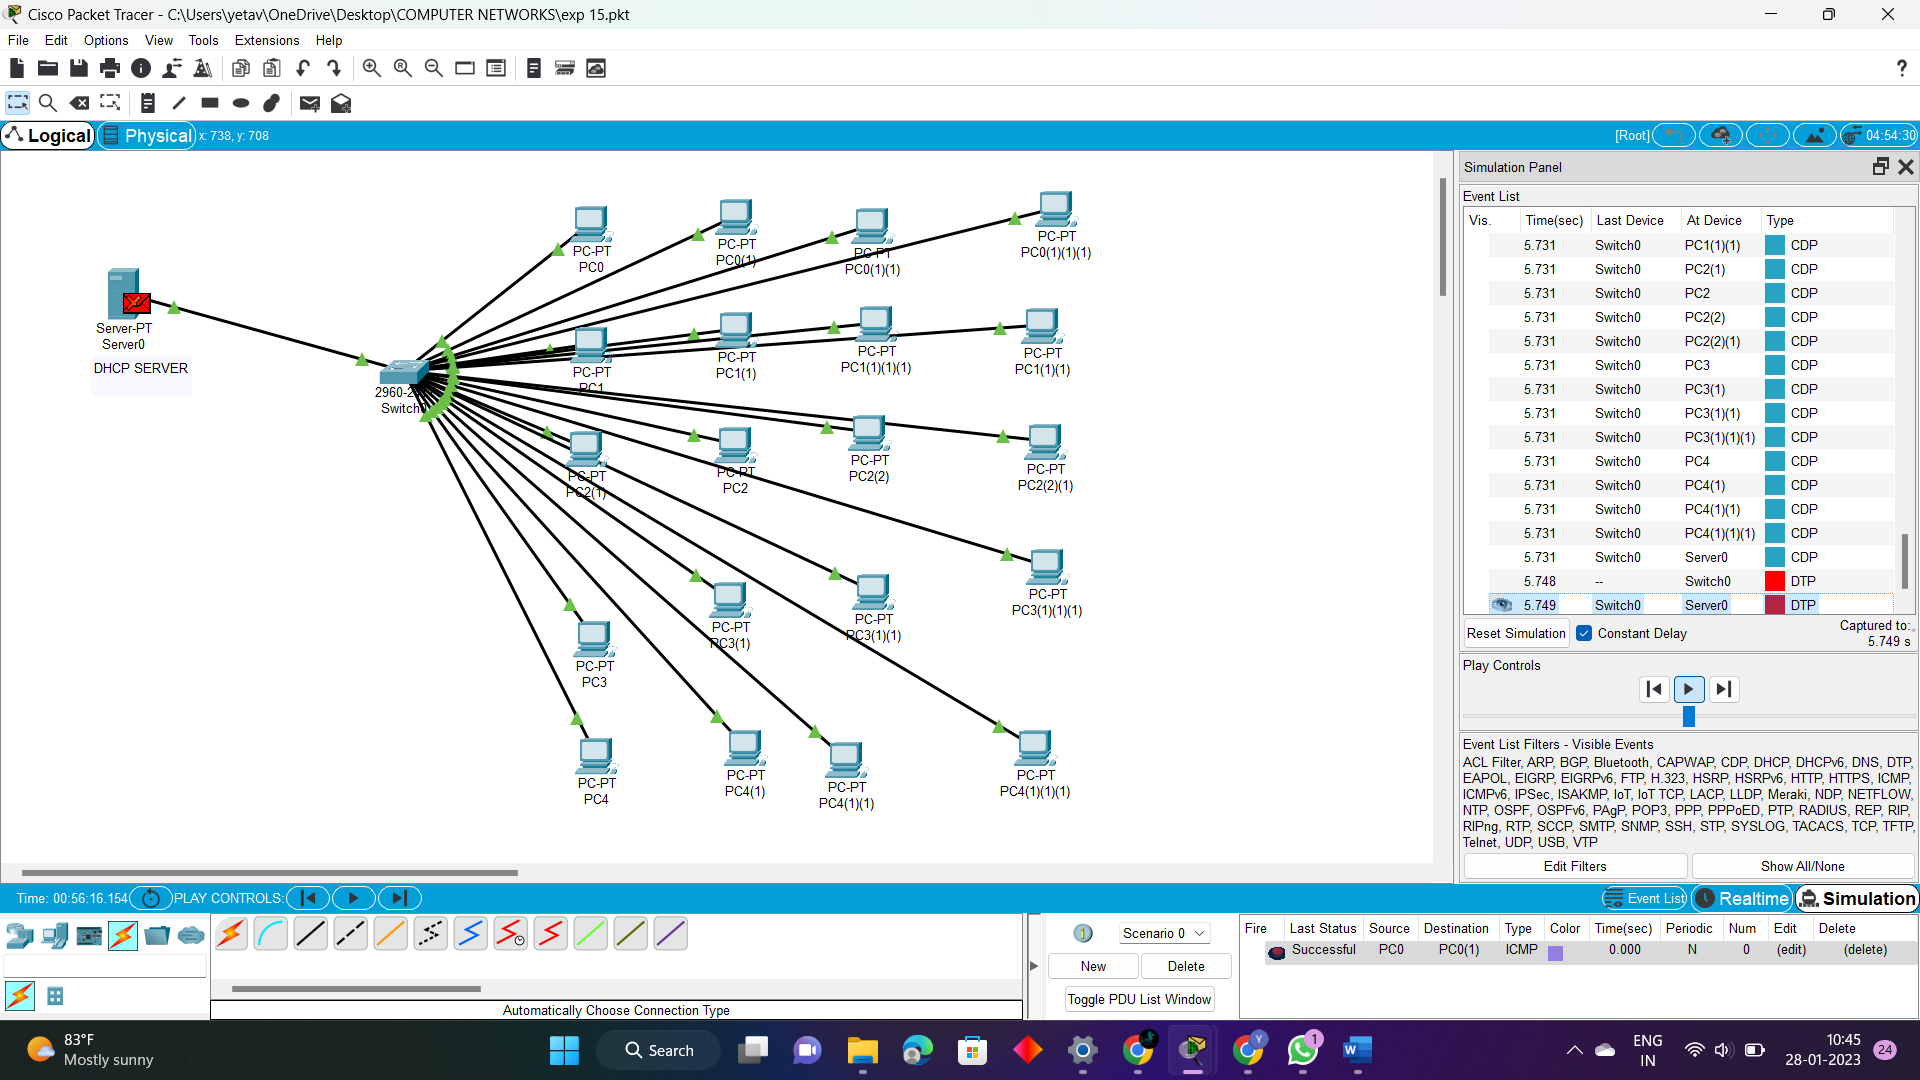 Cisco Packet Tracer - C:\Users\yetav\OneDrive\Desktop\COMPUTER NETWORKS\exp 15.pkt
File Edit Options View Tools Extensions Help
?
Logical Physical x: 738, y: 708
[Root] 04:54:30
PC-PT
PC0
PC-PT
PC0(1)
PC-PT
PC0(1)(1)
PC-PT
PC0(1)(1)(1)
Server-PT
Server0
DHCP SERVER
PC-PT
PC1
PC-PT
PC1(1)
PC-PT
PC1(1)(1)(1)
PC-PT
PC1(1)(1)
2960-2
Switch0
PC-PT
PC2(1)
PC-PT
PC2
PC-PT
PC2(2)
PC-PT
PC2(2)(1)
PC-PT
PC3
PC-PT
PC3(1)
PC-PT
PC3(1)(1)
PC-PT
PC3(1)(1)(1)
PC-PT
PC4
PC-PT
PC4(1)
PC-PT
PC4(1)(1)
PC-PT
PC4(1)(1)(1)
Simulation Panel
Event List
Vis. Time(sec) Last Device At Device Type
5.731 Switch0 PC1(1)(1) CDP
5.731 Switch0 PC2(1) CDP
5.731 Switch0 PC2 CDP
5.731 Switch0 PC2(2) CDP
5.731 Switch0 PC2(2)(1) CDP
5.731 Switch0 PC3 CDP
5.731 Switch0 PC3(1) CDP
5.731 Switch0 PC3(1)(1) CDP
5.731 Switch0 PC3(1)(1)(1) CDP
5.731 Switch0 PC4 CDP
5.731 Switch0 PC4(1) CDP
5.731 Switch0 PC4(1)(1) CDP
5.731 Switch0 PC4(1)(1)(1) CDP
5.731 Switch0 Server0 CDP
5.748 -- Switch0 DTP
5.749 Switch0 Server0 DTP
Reset Simulation Constant Delay Captured to:
5.749 s
Play Controls
Event List Filters - Visible Events
ACL Filter, ARP, BGP, Bluetooth, CAPWAP, CDP, DHCP, DHCPv6, DNS, DTP,
EAPOL, EIGRP, EIGRPv6, FTP, H.323, HSRP, HSRPv6, HTTP, HTTPS, ICMP,
ICMPv6, IPSec, ISAKMP, IoT, IoT TCP, LACP, LLDP, Meraki, NDP, NETFLOW,
NTP, OSPF, OSPFv6, PAgP, POP3, PPP, PPPoED, PTP, RADIUS, REP, RIP,
RIPng, RTP, SCCP, SMTP, SNMP, SSH, STP, SYSLOG, TACACS, TCP, TFTP,
Telnet, UDP, USB, VTP
Edit Filters Show All/None
Time: 00:56:16.154 PLAY CONTROLS: Event List Realtime Simulation
Scenario 0
New Delete
Toggle PDU List Window
Fire Last Status Source Destination Type Color Time(sec) Periodic Num Edit Delete
Successful PC0 PC0(1) ICMP 0.000 N 0 (edit) (delete)
Automatically Choose Connection Type
83°F
Mostly sunny
Search
Y
1
ENG
IN
10:45
28-01-2023
24